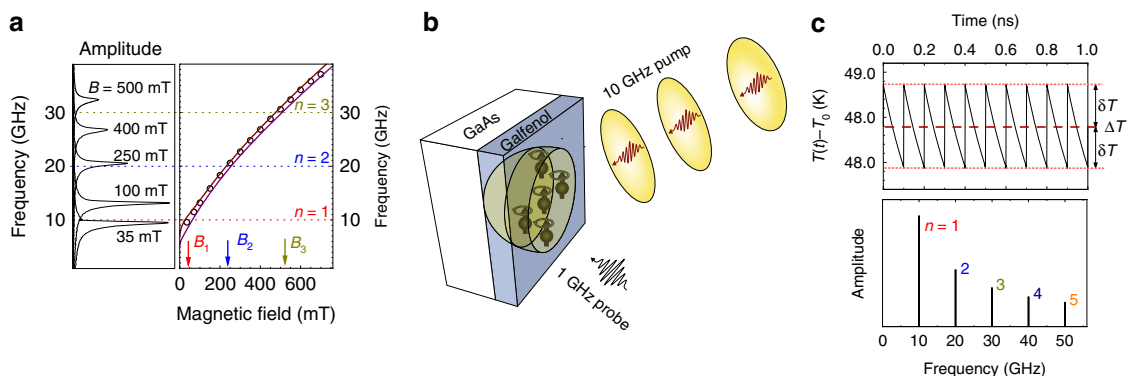 a
Amplitude
B = 500 mT
400 mT
250 mT
100 mT
35 mT
Frequency (GHz)
30
20
10
n = 3
n = 2
n = 1
B1
B2
B3
0 200 400 600
Magnetic field (mT)
30
20
10
Frequency (GHz)
b
10 GHz pump
GaAs
Galfenol
1 GHz probe
c
Time (ns)
0.0 0.2 0.4 0.6 0.8 1.0
T(t)–T0 (K)
49.0
48.0
48.0
δT
ΔT
δT
Amplitude
n = 1
2
3
4
5
0 10 20 30 40 50
Frequency (GHz)